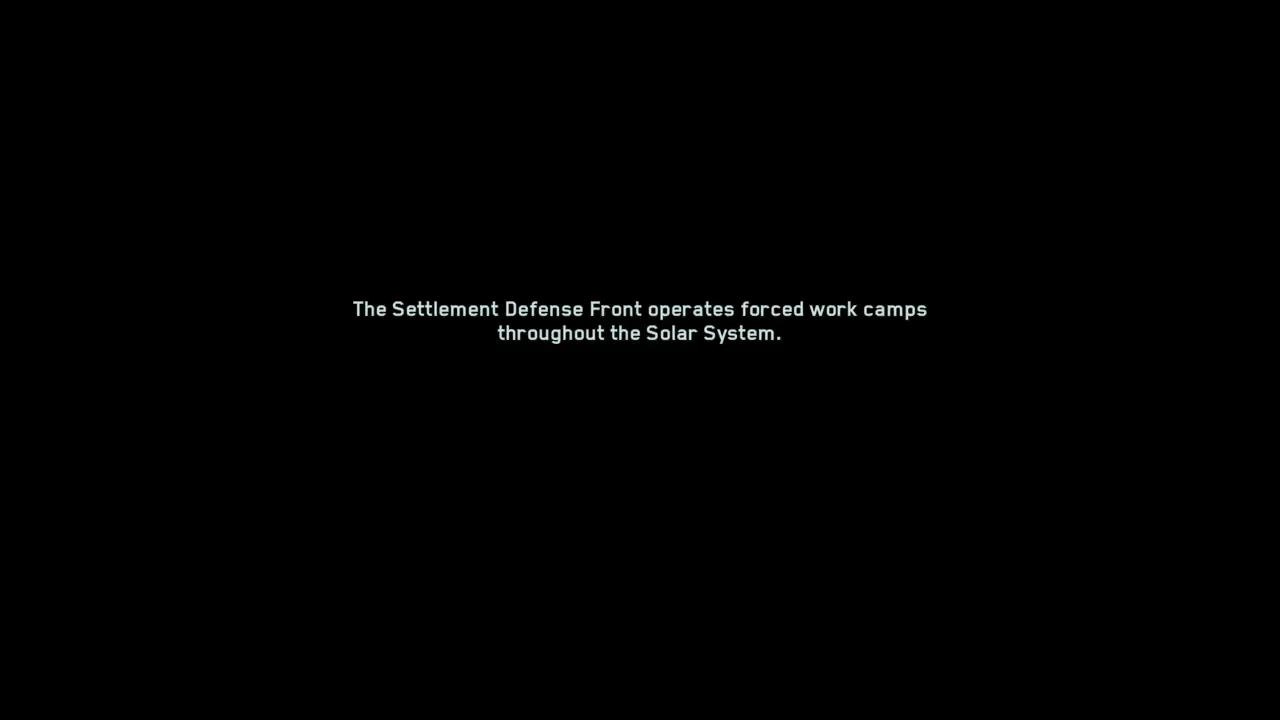 The Settlement Defense Front operates forced work camps
throughout the Solar System.